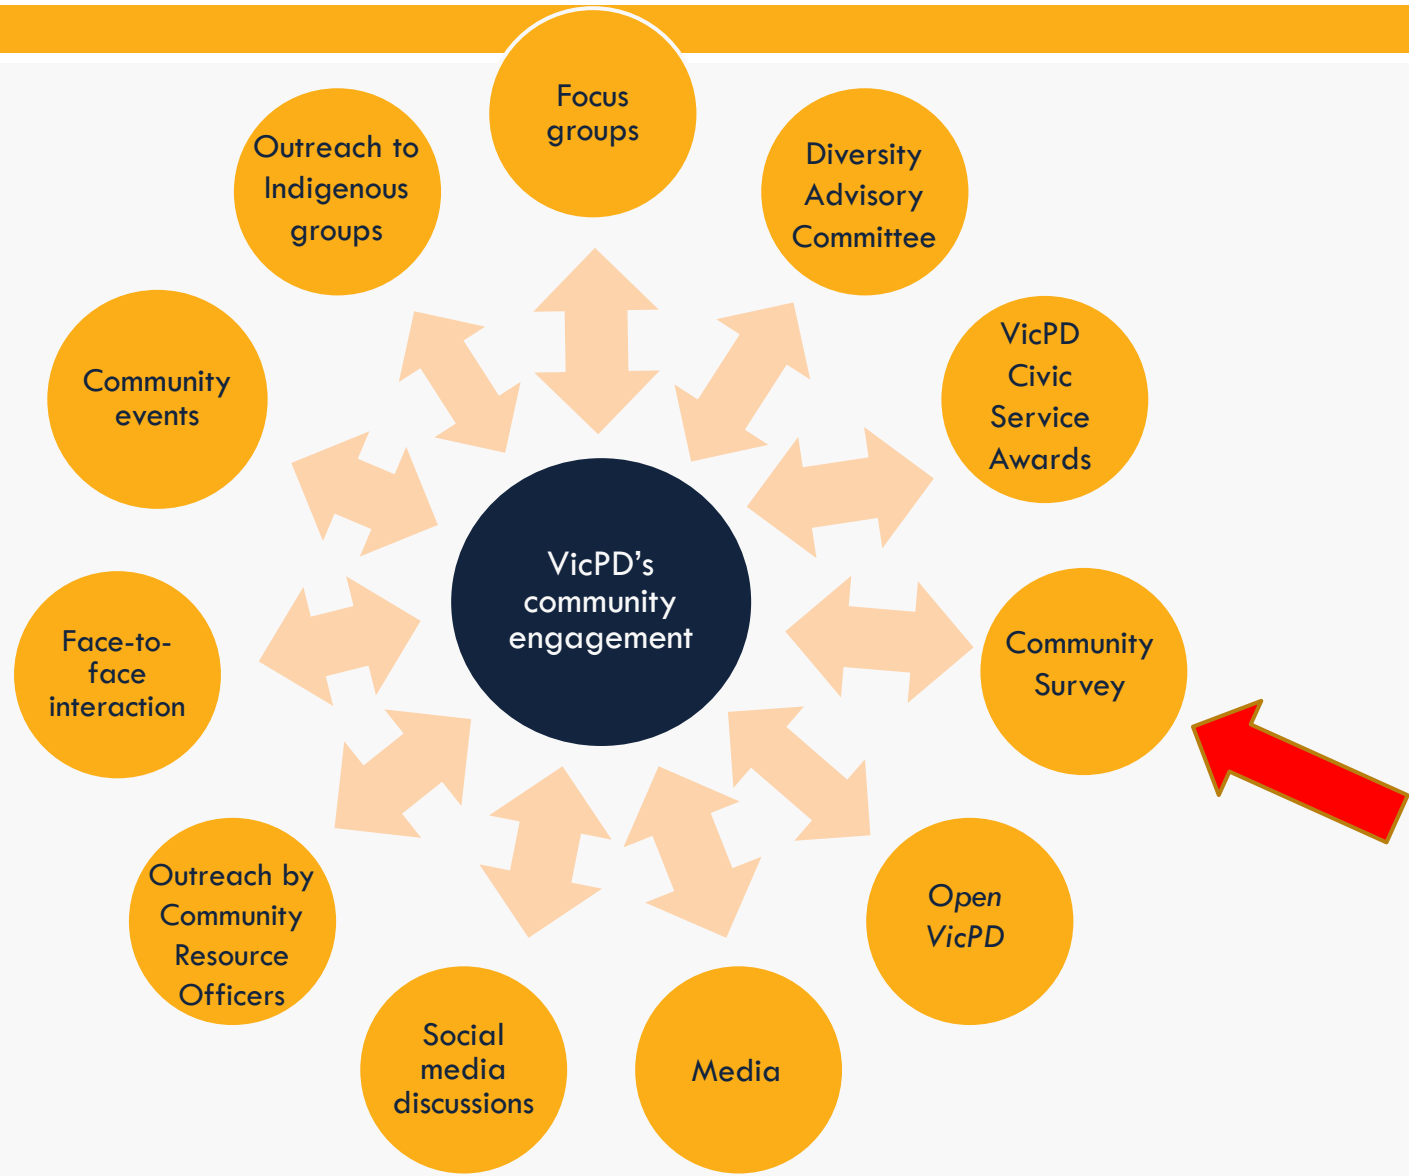 Focus
groups
Diversity
Advisory
Committee
VicPD
Civic
Service
Awards
Community
Survey
Open
VicPD
Media
Social
media
discussions
Outreach by
Community
Resource
Officers
Face-to-
face
interaction
Community
events
Outreach to
Indigenous
groups
VicPD’s
community
engagement